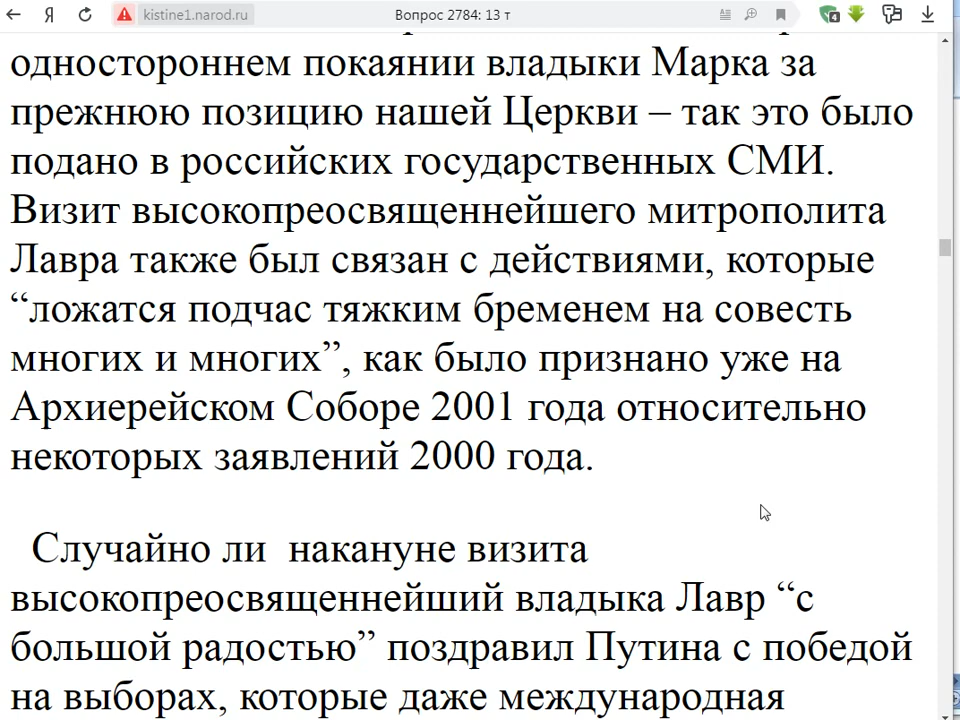 Я
kistine1.narod.ru
Вопрос 2784: 13 т
4
одностороннем покаянии владыки Марка за
прежнюю позицию нашей Церкви – так это было
подано в российских государственных СМИ.
Визит высокопреосвященнейшего митрополита
Лавра также был связан с действиями, которые
“ложатся подчас тяжким бременем на совесть
многих и многих”, как было признано уже на
Архиерейском Соборе 2001 года относительно
некоторых заявлений 2000 года.
Случайно ли накануне визита
высокопреосвященнейший владыка Лавр “с
большой радостью” поздравил Путина с победой
на выборах, которые даже международная